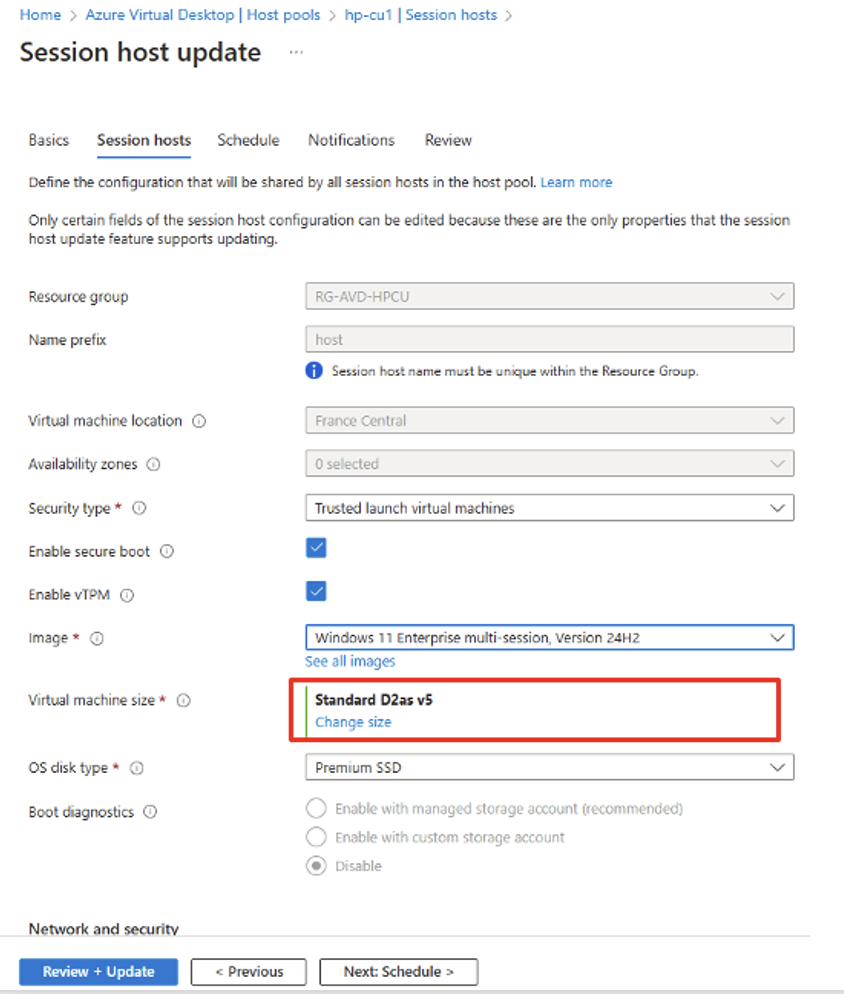 Home > Azure Virtual Desktop | Host pools > hp-cu1 | Session hosts >
Session host update ...
Basics Session hosts Schedule Notifications Review
Define the configuration that will be shared by all session hosts in the host pool. Learn more
Only certain fields of the session host configuration can be edited because these are the only properties that the session
host update feature supports updating.
Resource group RG-AVD-HPCU
Name prefix host
Session host name must be unique within the Resource Group.
Virtual machine location France Central
Availability zones 0 selected
Security type * Trusted launch virtual machines
Enable secure boot
Enable vTPM
Image * Windows 11 Enterprise multi-session, Version 24H2
See all images
Virtual machine size * Standard D2as v5
Change size
OS disk type * Premium SSD
Boot diagnostics Enable with managed storage account (recommended)
Enable with custom storage account
Disable
Network and security
Review + Update < Previous Next: Schedule >